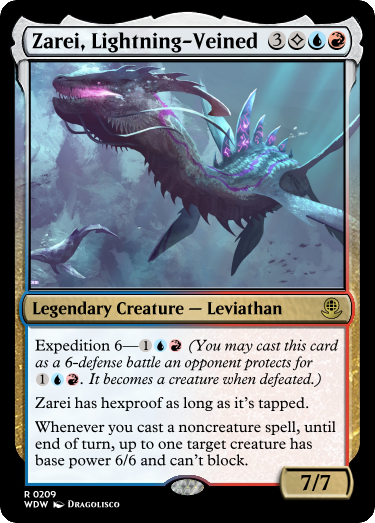 Zarei, Lightning-Veined 3
Legendary Creature — Leviathan
Expedition 6—1 (You may cast this
card as a 6-defense battle an opponent protects for
1. It becomes a creature when defeated.)
Zarei has hexproof as long as it's tapped.
Whenever you cast a noncreature spell, until
end of turn, up to one target creature has
base power 6/6 and can't block.
7/7
R 0209
WDW Dragolisco